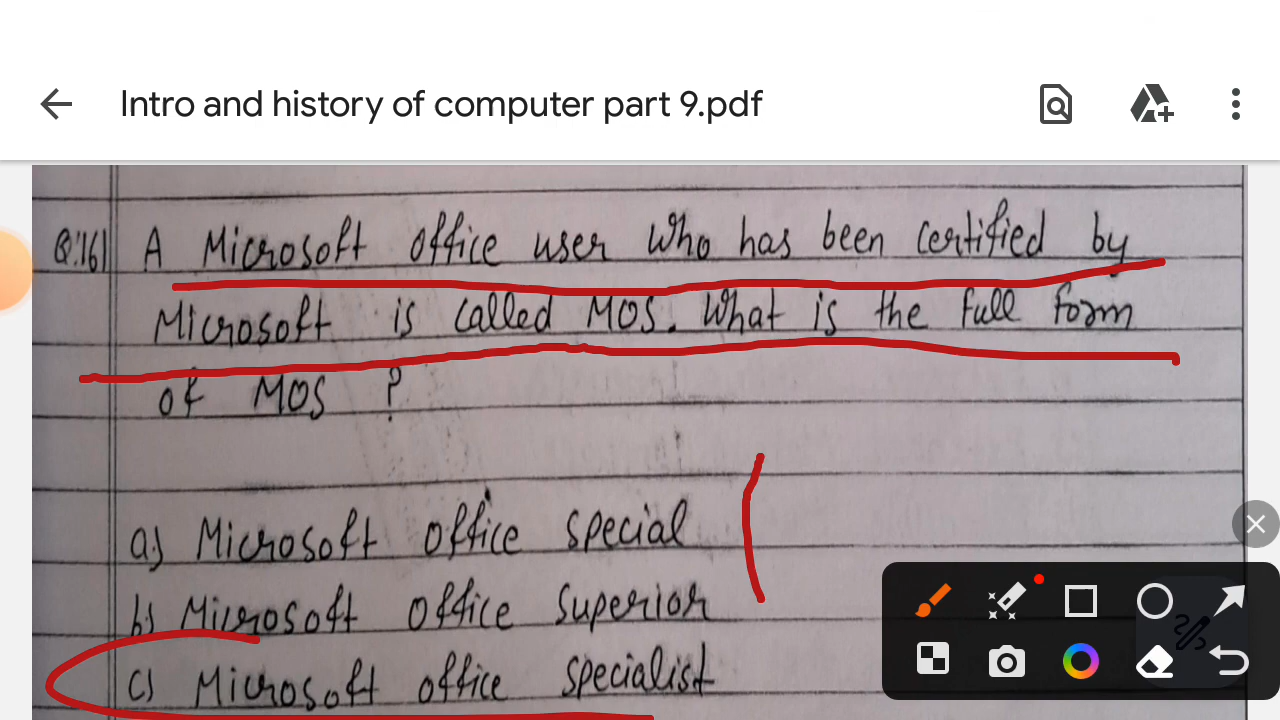 Intro and history of computer part 9.pdf
Q.161 A Microsoft office user who has been certified by
Microsoft is called MOS. What is the full form
of MOS ?
a.) Microsoft office special
b.) Microsoft office superior
c) Microsoft office specialist